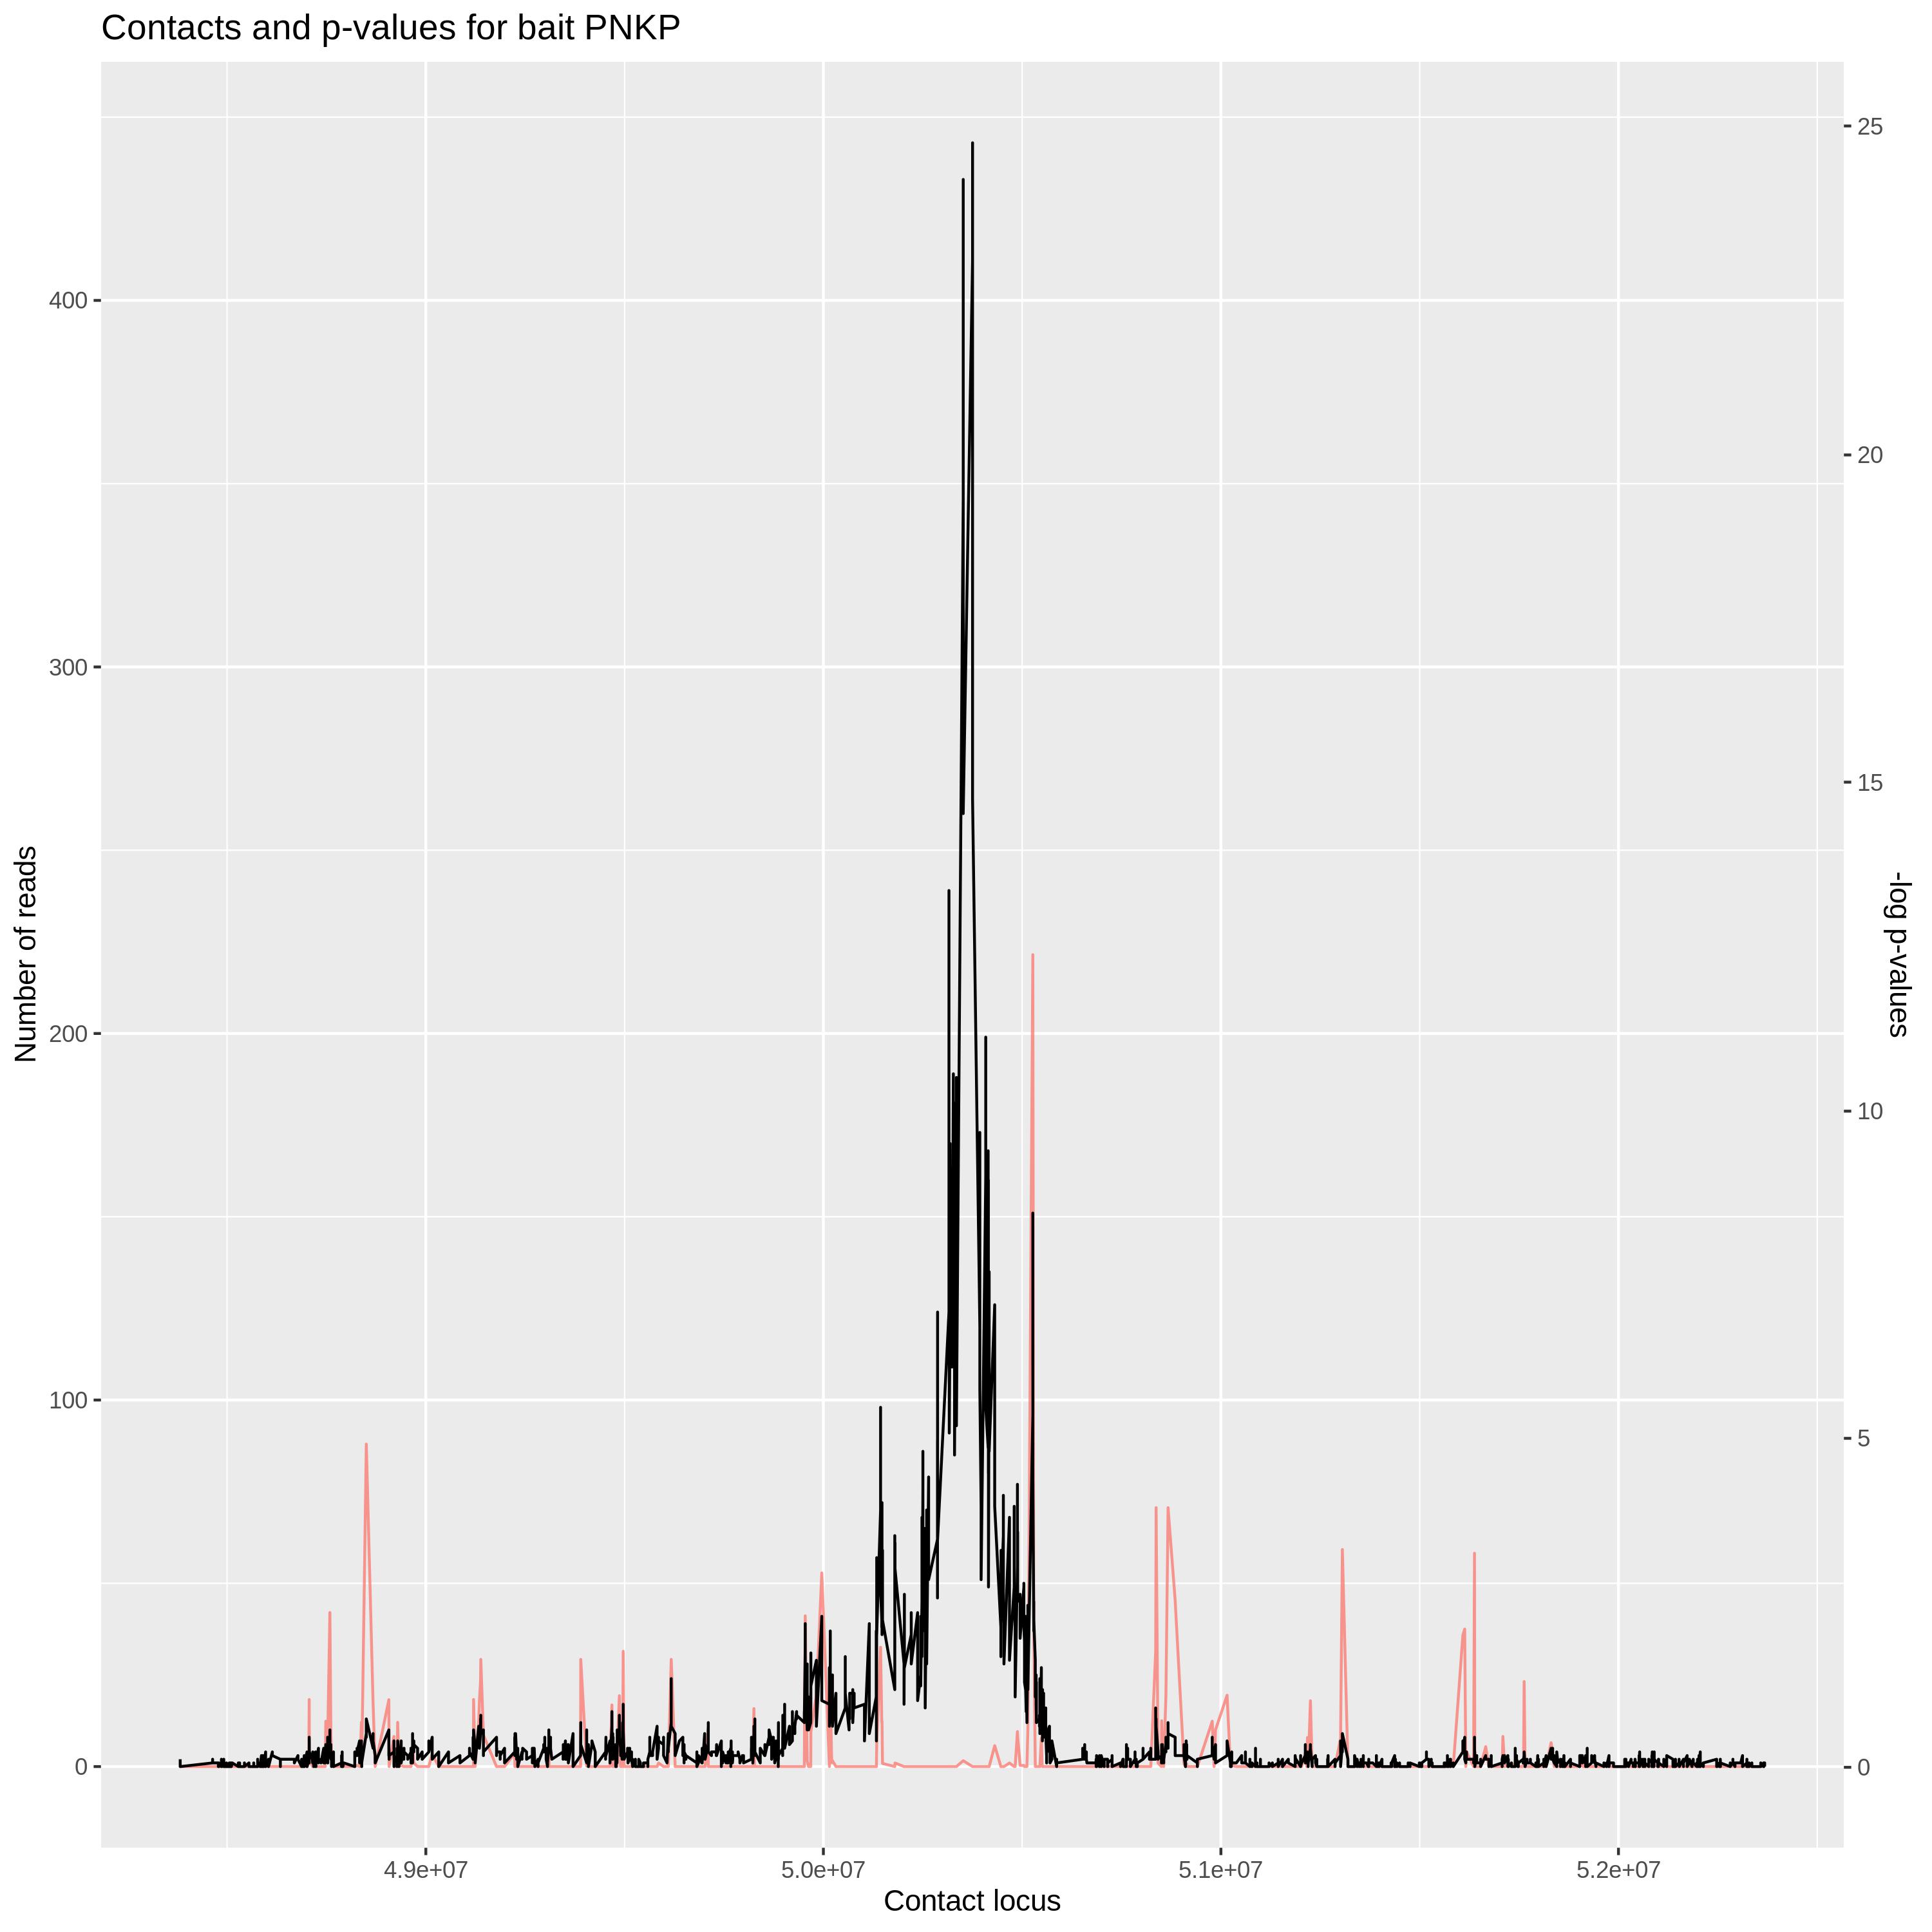 Contacts and p-values for bait PNKP
Number of reads
400
300
200
100
0
25
20
15
10
5
0
-log p-values
4.9e+07
5.0e+07
5.1e+07
5.2e+07
Contact locus